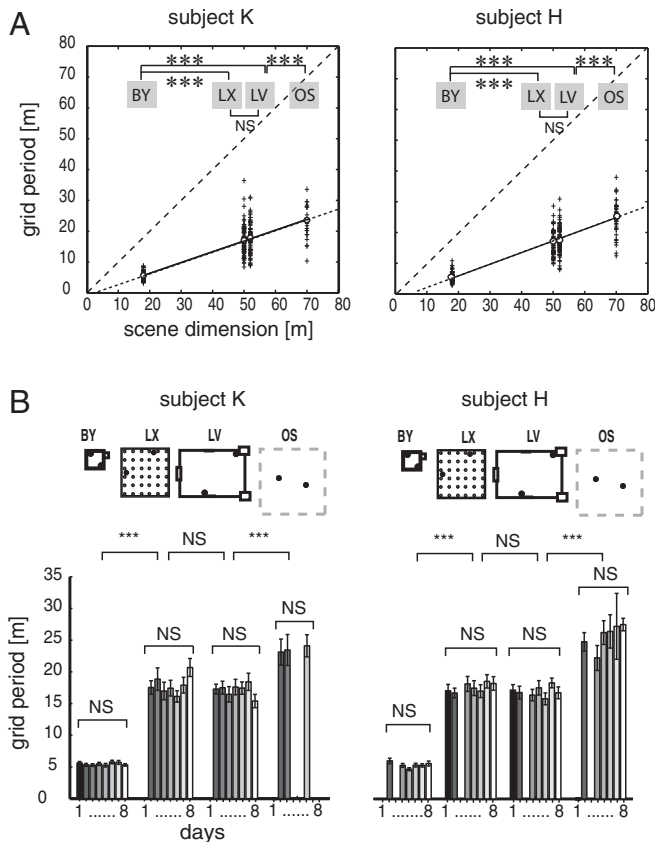 A
subject K
subject H
80
70
60
50
40
30
20
10
0
grid period [m]
*** ***
***
BY LX LV OS
NS
*** ***
***
BY LX LV OS
NS
0 10 20 30 40 50 60 70 80
0 10 20 30 40 50 60 70 80
scene dimension [m]
B
subject K
subject H
BY LX LV OS
BY LX LV OS
*** NS ***
*** NS ***
35
30
25
20
15
10
5
0
grid period [m]
NS NS NS NS
NS NS NS NS
1 ...... 8 1 ...... 8 1 ...... 8 1 ...... 8
1 ...... 8 1 ...... 8 1 ...... 8 1 ...... 8
days